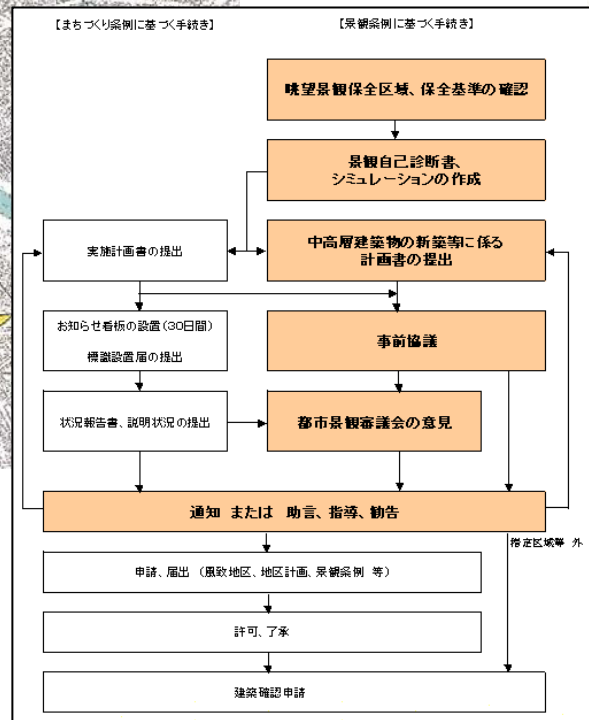 【まちづくり条例に基づく手続き】
【景観条例に基づく手続き】
眺望景観保全区域、保全基準の確認
景観自己診断書、
シミュレーションの作成
実施計画書の提出
中高層建築物の新築等に係る
計画書の提出
お知らせ看板の設置(30日間)
標識設置届の提出
事前協議
状況報告書、説明状況の提出
都市景観審議会の意見
通知 または 助言、指導、勧告
指定区域等 外
申請、届出 (風致地区、地区計画、景観条例 等)
許可、了承
建築確認申請